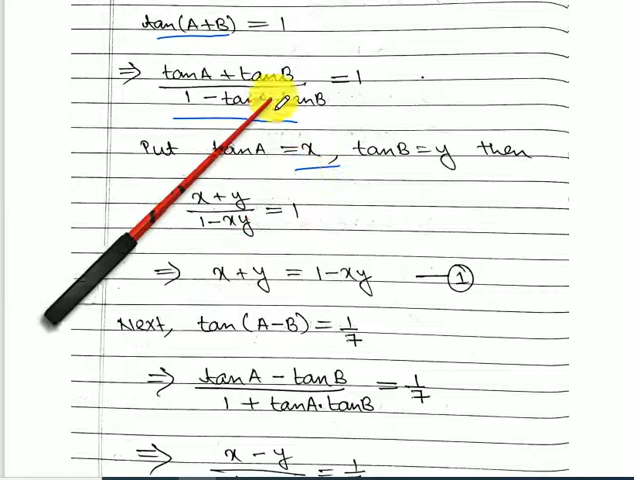 tan(A+B) = 1
⇒ tanA + tanB / 1 - tanA tanB = 1
Put tanA = x, tanB = y then
x + y / 1 - xy = 1
⇒ x + y = 1 - xy —①
Next, tan(A-B) = 1/7
⇒ tanA - tanB / 1 + tanA·tanB = 1/7
⇒ x - y